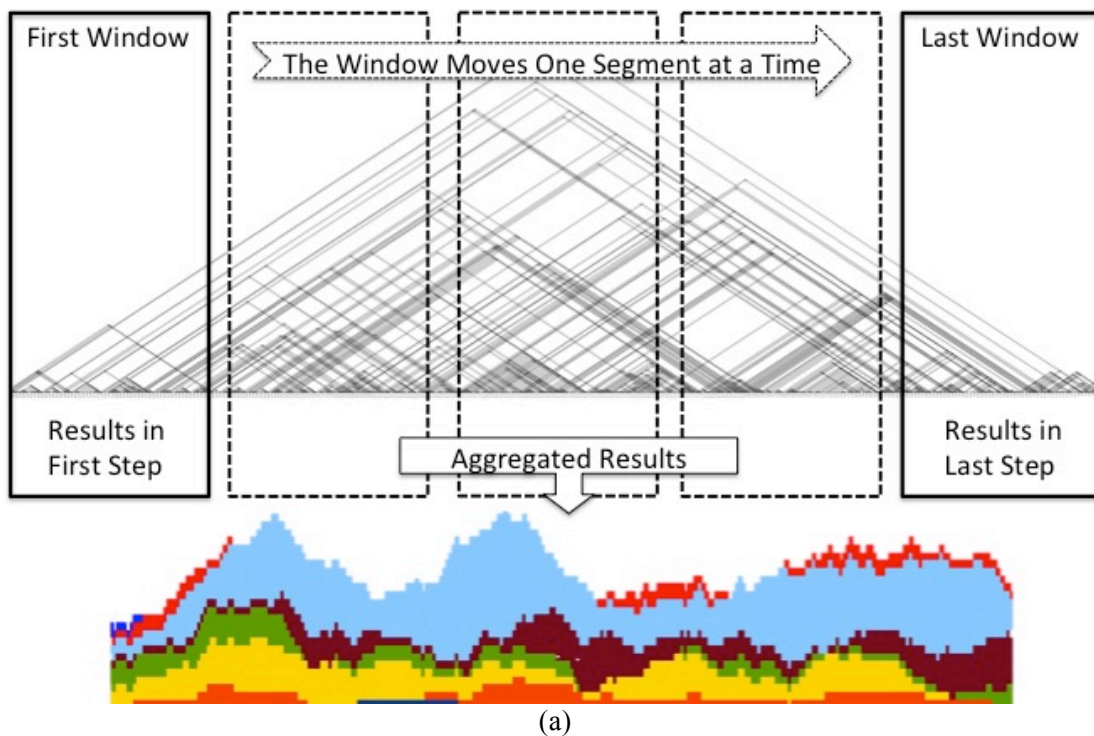 First Window
The Window Moves One Segment at a Time
Last Window
Results in
First Step
Aggregated Results
Results in
Last Step
(a)